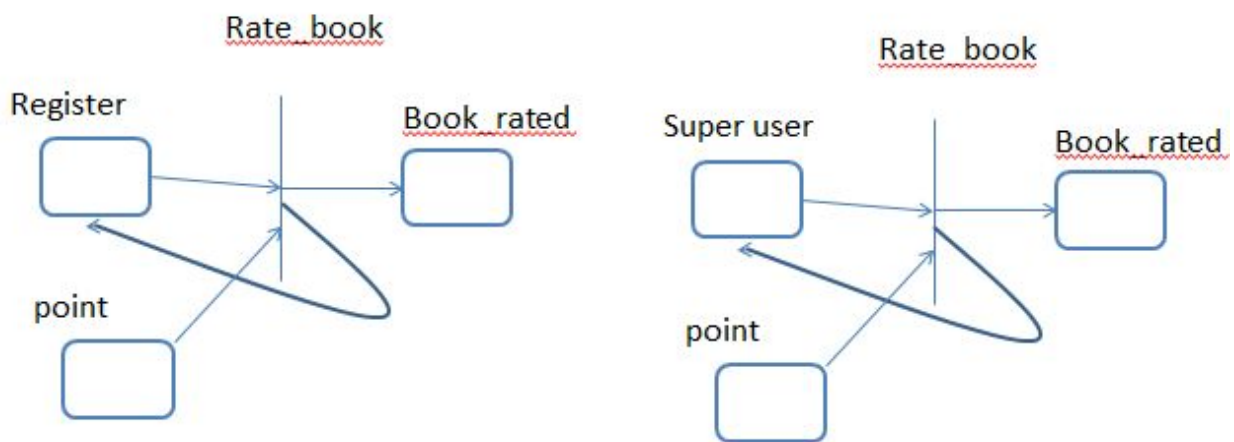 Rate_book
Register
Book_rated
point
Rate_book
Super user
Book_rated
point